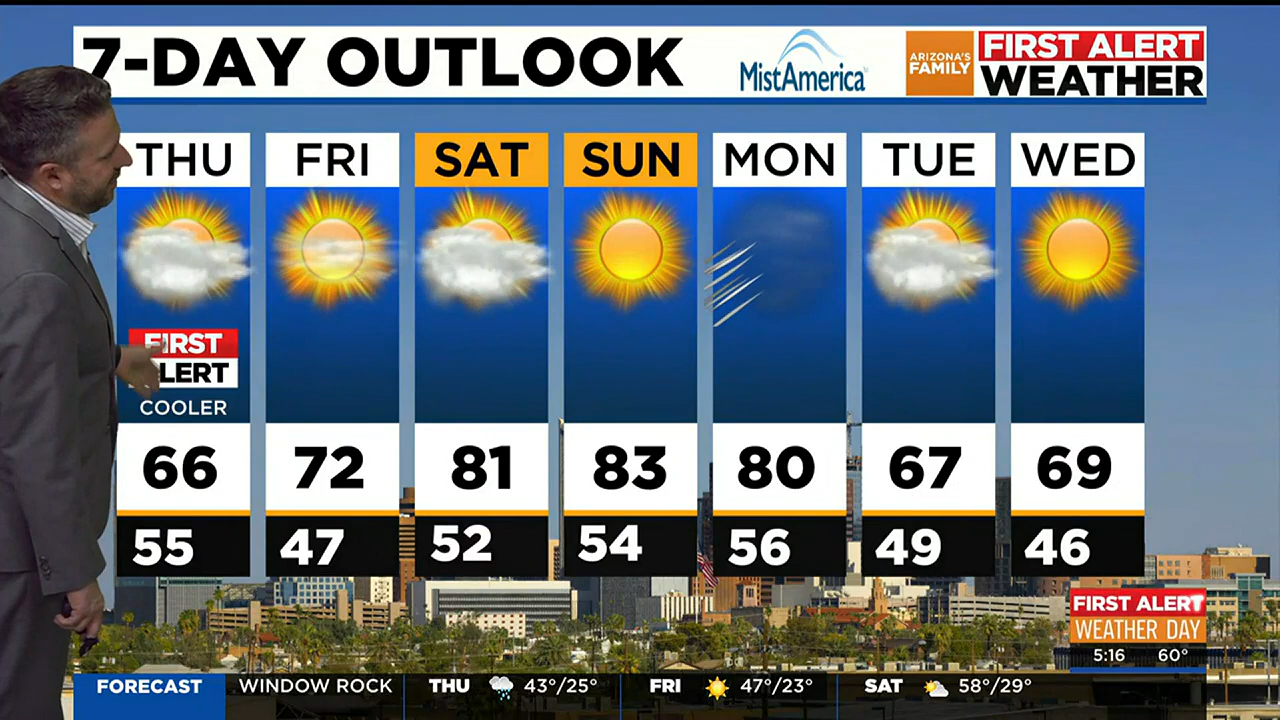 7-DAY OUTLOOK
MistAmerica
ARIZONA'S
FAMILY
FIRST ALERT
WEATHER
THU FRI SAT SUN MON TUE WED
FIRST
ALERT
COOLER
66 72 81 83 80 67 69
55 47 52 54 56 49 46
FIRST ALERT
WEATHER DAY
5:16 60°
FORECAST WINDOW ROCK THU 43°/25° FRI 47°/23° SAT 58°/29°